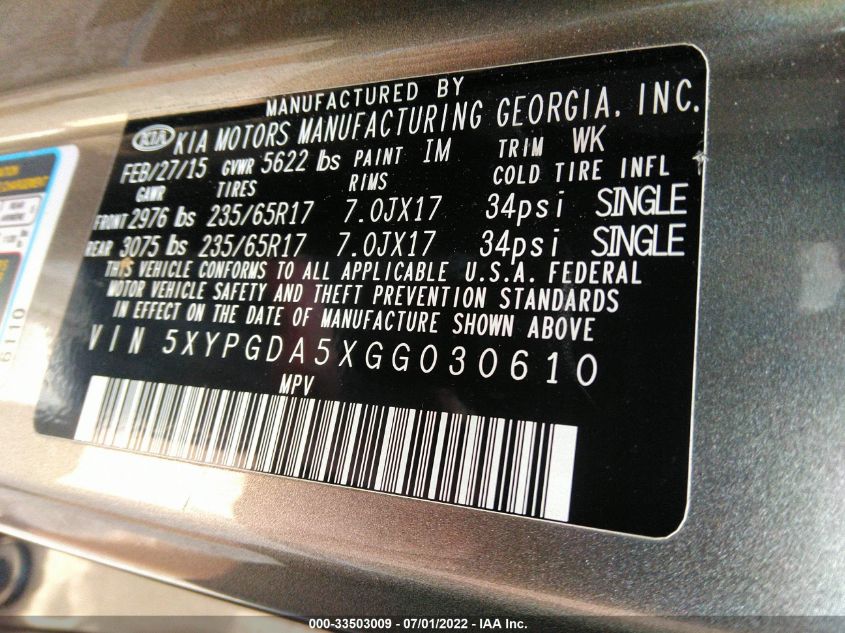 MANUFACTURED BY
KIA KIA MOTORS MANUFACTURING GEORGIA, INC.
FEB/27/15 GVWR 5622 lbs PAINT IM TRIM WK
GAWR TIRES RIMS COLD TIRE INFL
FRONT 2976 lbs 235/65R17 7.0JX17 34psi SINGLE
REAR 3075 lbs 235/65R17 7.0JX17 34psi SINGLE
THIS VEHICLE CONFORMS TO ALL APPLICABLE U.S.A. FEDERAL
MOTOR VEHICLE SAFETY AND THEFT PREVENTION STANDARDS
IN EFFECT ON THE DATE OF MANUFACTURE SHOWN ABOVE
VIN 5XYPGDA5XGG030610
MPV
6110
000-33503009 - 07/01/2022 - IAA Inc.